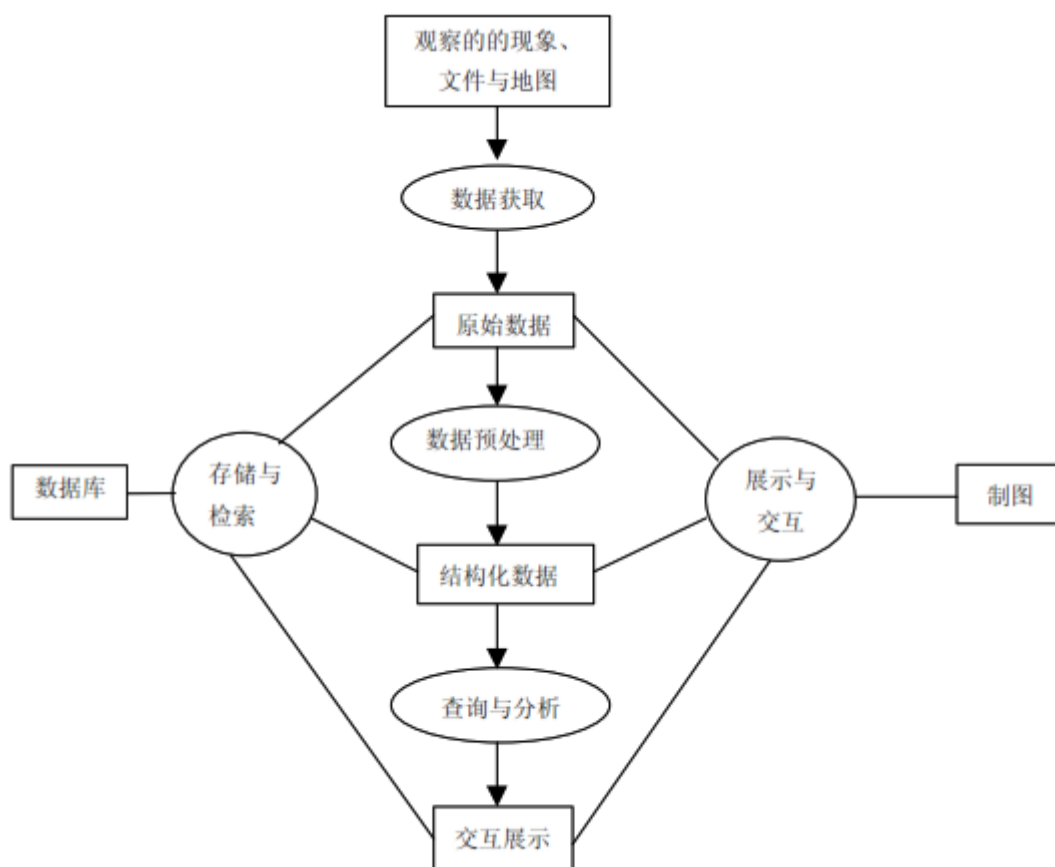 观察的的现象、
文件与地图
数据获取
原始数据
数据预处理
数据库
存储与
检索
展示与
交互
制图
结构化数据
查询与分析
交互展示